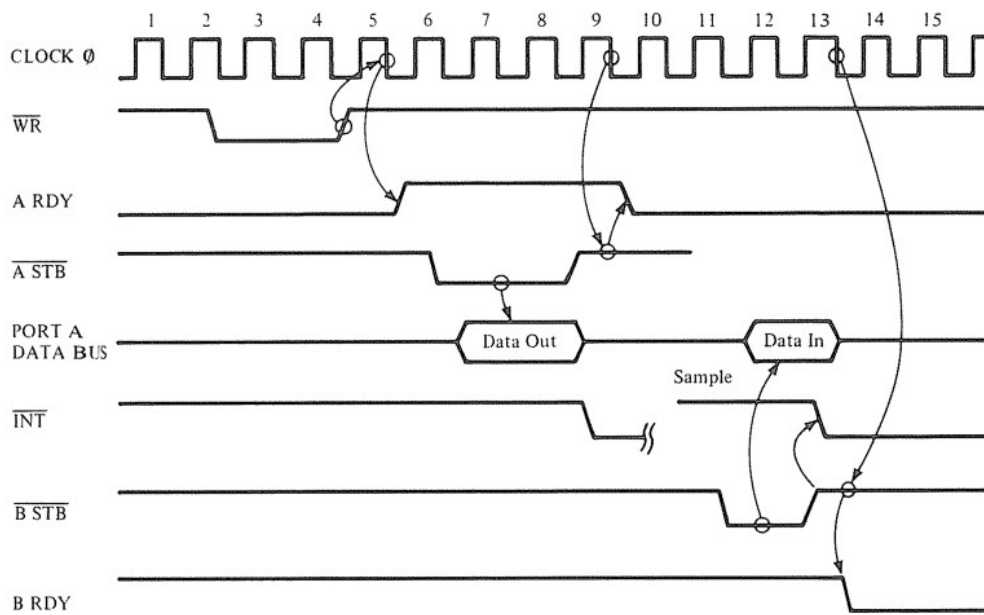 1 2 3 4 5 6 7 8 9 10 11 12 13 14 15
CLOCK Ø
WR
A RDY
A STB
PORT A
DATA BUS
Data Out
Data In
Sample
INT
B STB
B RDY